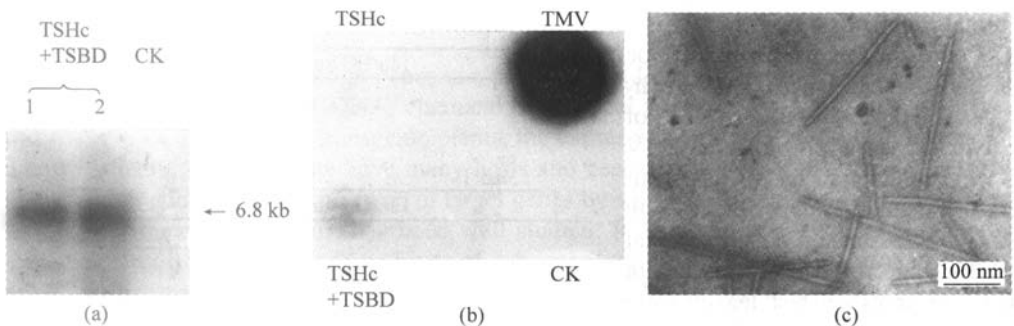 TSHc
+TSBD CK
1 2
← 6.8 kb
(a)
TSHc TMV
TSHc CK
+TSBD
(b)
100 nm
(c)